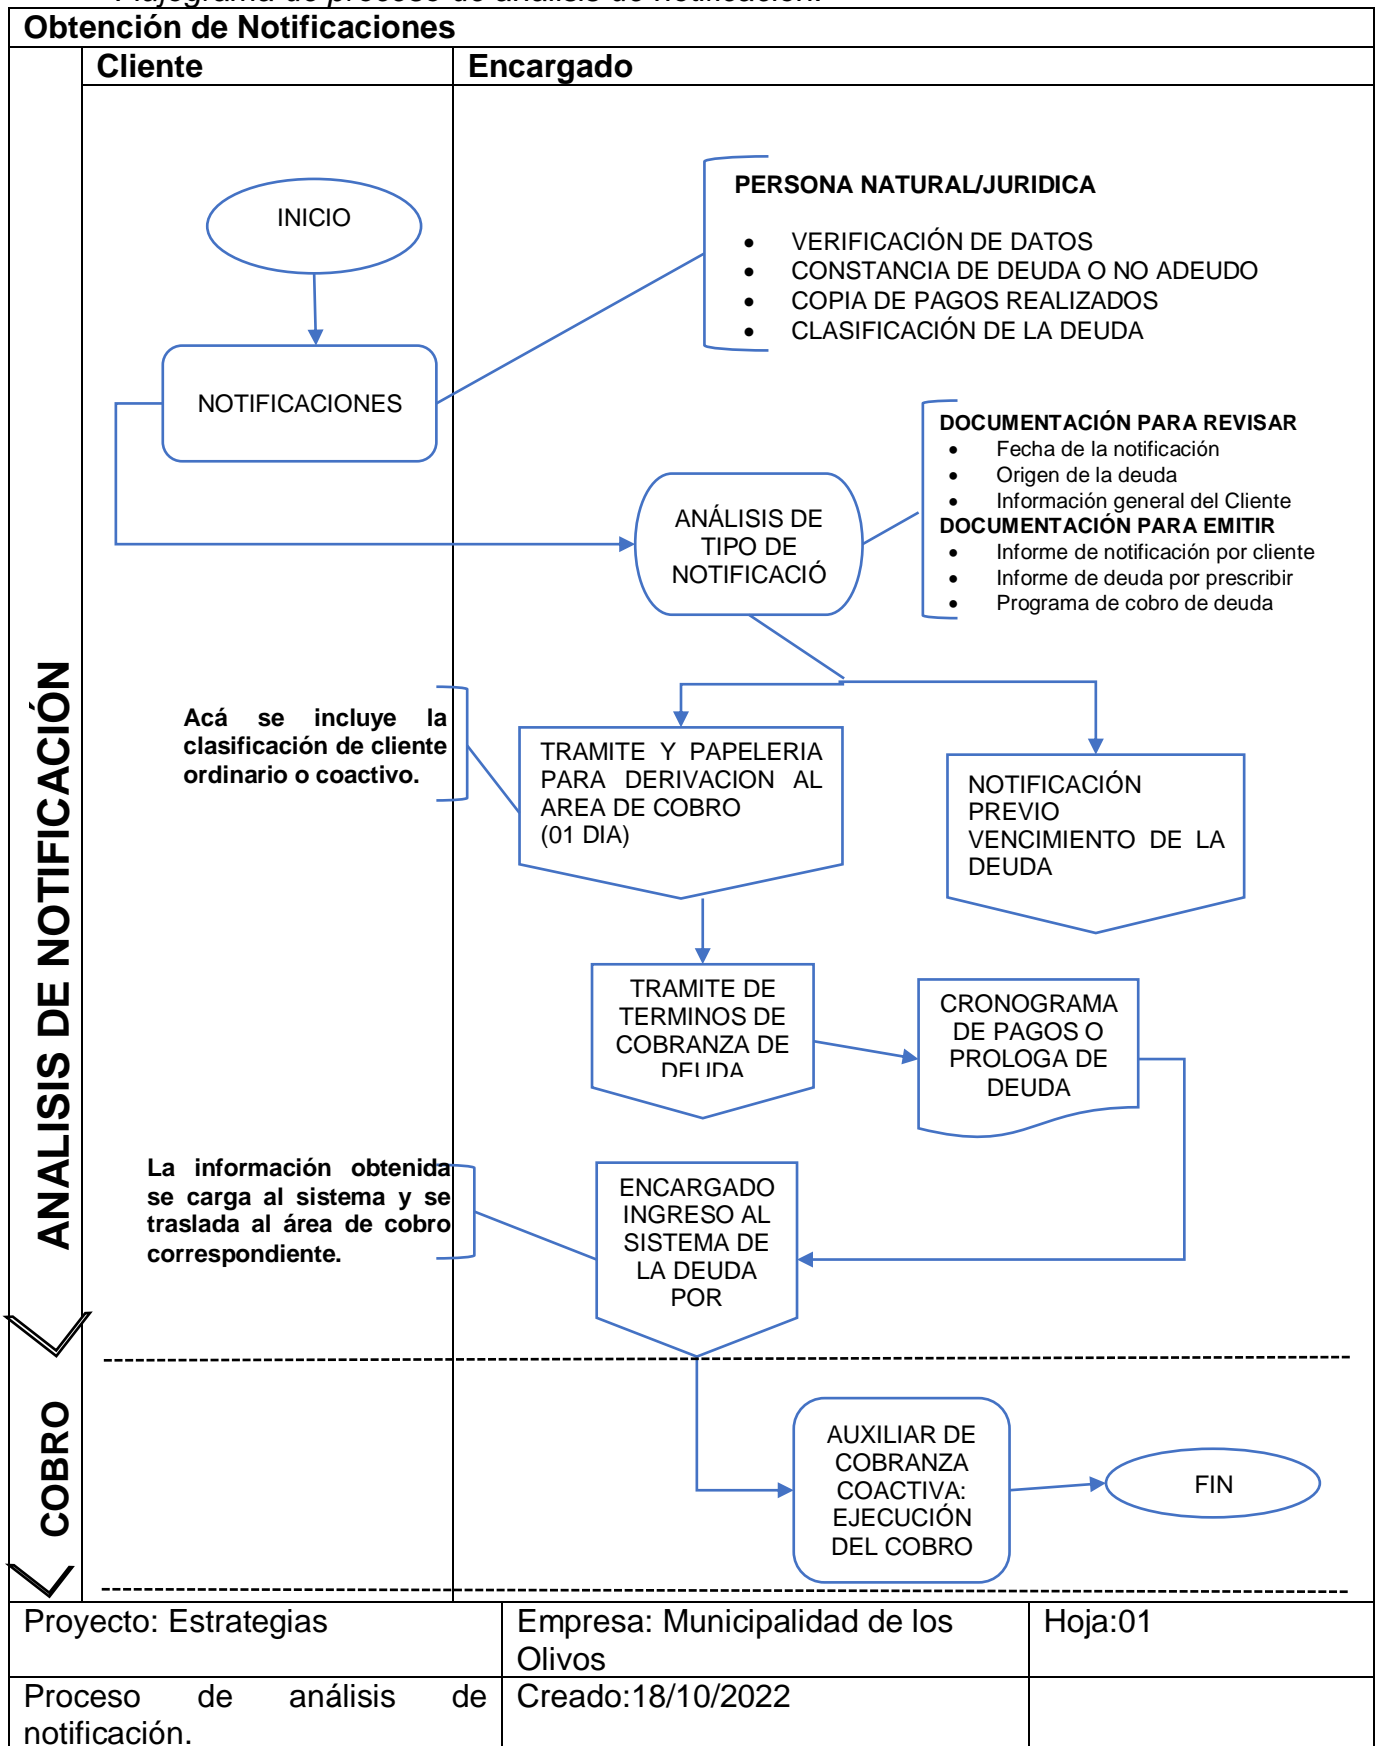 Flujograma de proceso de análisis de notificación.
Obtención de Notificaciones
Cliente
Encargado
INICIO
PERSONA NATURAL/JURIDICA
• VERIFICACIÓN DE DATOS
• CONSTANCIA DE DEUDA O NO ADEUDO
• COPIA DE PAGOS REALIZADOS
• CLASIFICACIÓN DE LA DEUDA
NOTIFICACIONES
DOCUMENTACIÓN PARA REVISAR
• Fecha de la notificación
• Origen de la deuda
• Información general del Cliente
DOCUMENTACIÓN PARA EMITIR
• Informe de notificación por cliente
• Informe de deuda por prescribir
• Programa de cobro de deuda
ANÁLISIS DE
TIPO DE
NOTIFICACIÓ
ANALISIS DE NOTIFICACIÓN
Acá se incluye la
clasificación de cliente
ordinario o coactivo.
TRAMITE Y PAPELERIA
PARA DERIVACION AL
AREA DE COBRO
(01 DIA)
NOTIFICACIÓN
PREVIO
VENCIMIENTO DE LA
DEUDA
TRAMITE DE
TERMINOS DE
COBRANZA DE
DEUDA
CRONOGRAMA
DE PAGOS O
PROLOGA DE
DEUDA
La información obtenida
se carga al sistema y se
traslada al área de cobro
correspondiente.
ENCARGADO
INGRESO AL
SISTEMA DE
LA DEUDA
POR
COBRO
AUXILIAR DE
COBRANZA
COACTIVA:
EJECUCIÓN
DEL COBRO
FIN
Proyecto: Estrategias
Empresa: Municipalidad de los
Olivos
Hoja:01
Proceso de análisis de
notificación.
Creado:18/10/2022